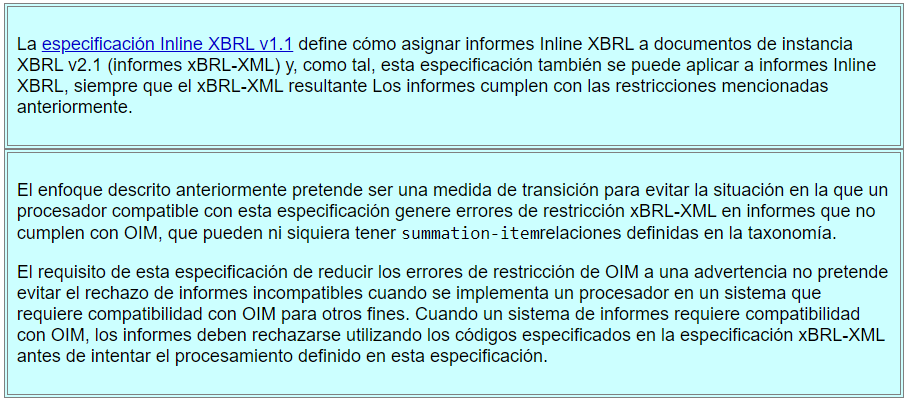 La especificación Inline XBRL v1.1 define cómo asignar informes Inline XBRL a documentos de instancia
XBRL v2.1 (informes xBRL-XML) y, como tal, esta especificación también se puede aplicar a informes Inline
XBRL, siempre que el xBRL-XML resultante Los informes cumplen con las restricciones mencionadas
anteriormente.
El enfoque descrito anteriormente pretende ser una medida de transición para evitar la situación en la que un
procesador compatible con esta especificación genere errores de restricción xBRL-XML en informes que no
cumplen con OIM, que pueden ni siquiera tener summation-itemrelaciones definidas en la taxonomía.
El requisito de esta especificación de reducir los errores de restricción de OIM a una advertencia no pretende
evitar el rechazo de informes incompatibles cuando se implementa un procesador en un sistema que
requiere compatibilidad con OIM para otros fines. Cuando un sistema de informes requiere compatibilidad
con OIM, los informes deben rechazarse utilizando los códigos especificados en la especificación xBRL-XML
antes de intentar el procesamiento definido en esta especificación.